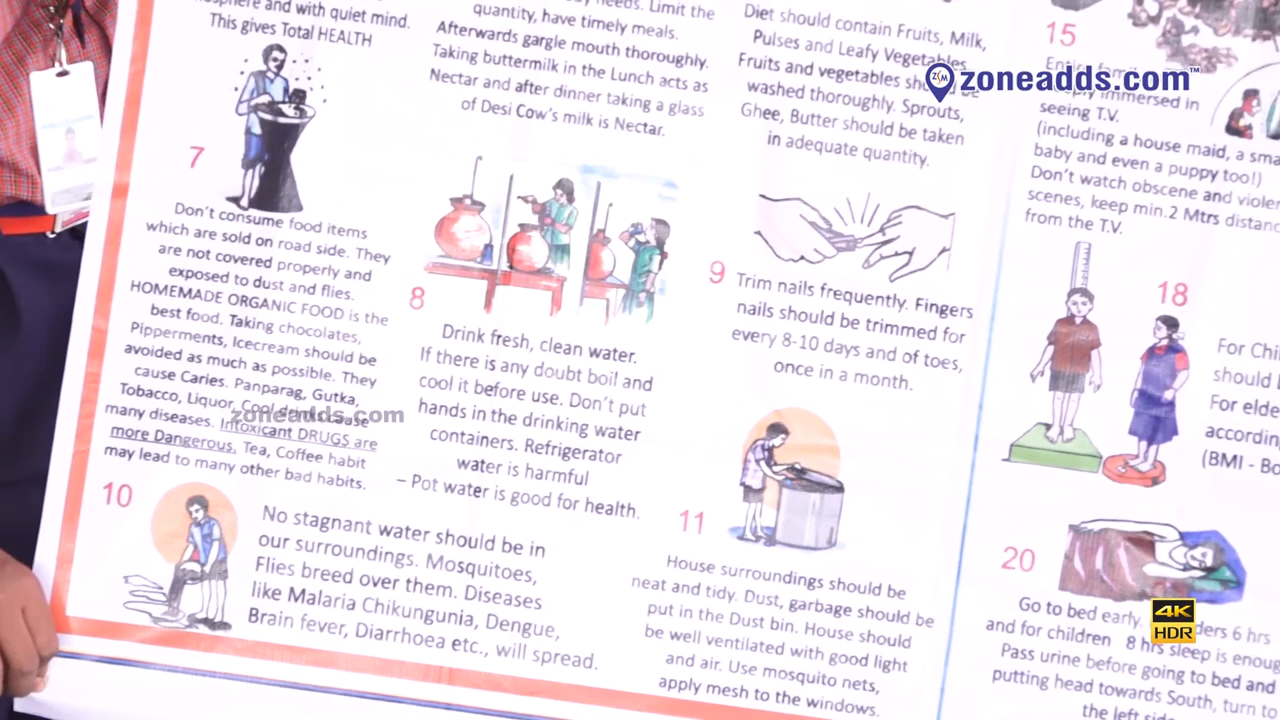 and with quiet mind.
This gives Total HEALTH
7
Don't consume food items
which are sold on road side. They
are not covered properly and
exposed to dust and flies.
HOMEMADE ORGANIC FOOD is the
best food. Taking chocolates,
Pipperments, Icecream should be
avoided as much as possible. They
cause Caries. Panparag, Gutka,
Tobacco, Liquor, Cool drinks cause
many diseases. Intoxicant DRUGS are
more Dangerous. Tea, Coffee habit
may lead to many other bad habits.
needs. Limit the
quantity, have timely meals.
Afterwards gargle mouth thoroughly.
Taking buttermilk in the Lunch acts as
Nectar and after dinner taking a glass
of Desi Cow's milk is Nectar.
8
Drink fresh, clean water.
If there is any doubt boil and
cool it before use. Don't put
hands in the drinking water
containers. Refrigerator
water is harmful
– Pot water is good for health.
Diet should contain Fruits, Milk,
Pulses and Leafy Vegetables
Fruits and vegetables should be
washed thoroughly. Sprouts,
Ghee, Butter should be taken
in adequate quantity.
9
Trim nails frequently. Fingers
nails should be trimmed for
every 8-10 days and of toes,
once in a month.
10
No stagnant water should be in
our surroundings. Mosquitoes,
Flies breed over them. Diseases
like Malaria Chikungunia, Dengue,
Brain fever, Diarrhoea etc., will spread.
11
House surroundings should be
neat and tidy. Dust, garbage should be
put in the Dust bin. House should
be well ventilated with good light
and air. Use mosquito nets,
apply mesh to the windows.
15
immersed in
seeing T.V.
(including a house maid, a
baby and even a puppy too!)
Don't watch obscene and
scenes, keep min.2 Mtrs
from the T.V.
18
For
should
For
(BMI -
20
Go to bed early. 6 hrs
and for children 8 hrs sleep is
Pass urine before going to bed and
putting head towards South, turn to
the left
zoneadds.com™
zoneadds.com
4K
HDR